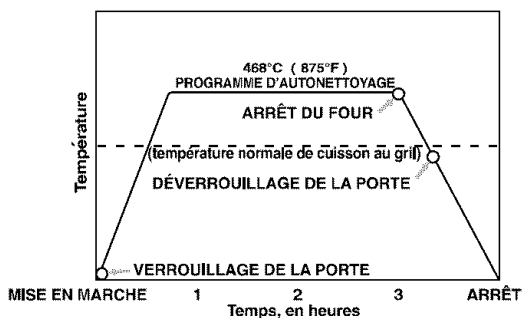 468°C ( 875°F )
PROGRAMME D'AUTONETTOYAGE
ARRÊT DU FOUR
(température normale de cuisson au gril)
DÉVERROUILLAGE DE LA PORTE
VERROUILLAGE DE LA PORTE
Température
MISE EN MARCHE 1 2 3 ARRÊT
Temps, en heures